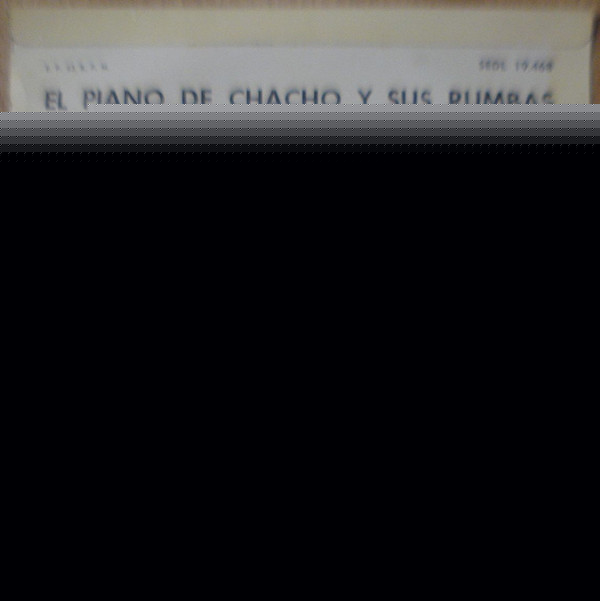 SEDL 19.468
EL PIANO DE CHACHO Y SUS RUMBAS